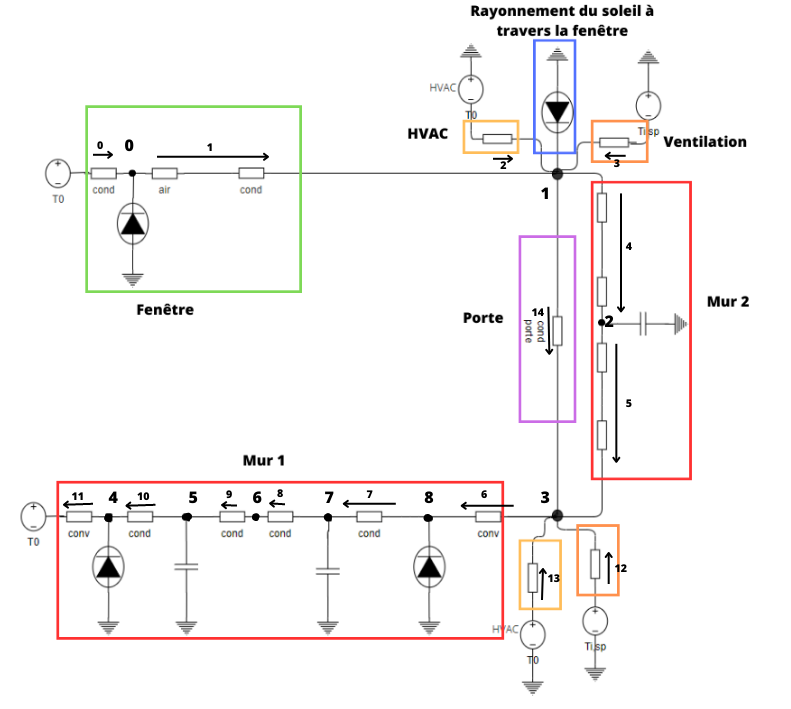 Rayonnement du soleil à
travers la fenêtre
HVAC
T0
HVAC
Ti,sp
Ventilation
2
3
0
0
1
cond
air
cond
T0
1
4
Fenêtre
Porte
14
cond
porte
2
Mur 2
5
Mur 1
11
4
10
5
9
6
8
7
7
8
6
3
T0
conv
cond
cond
cond
cond
conv
13
12
HVAC
T0
Ti,sp